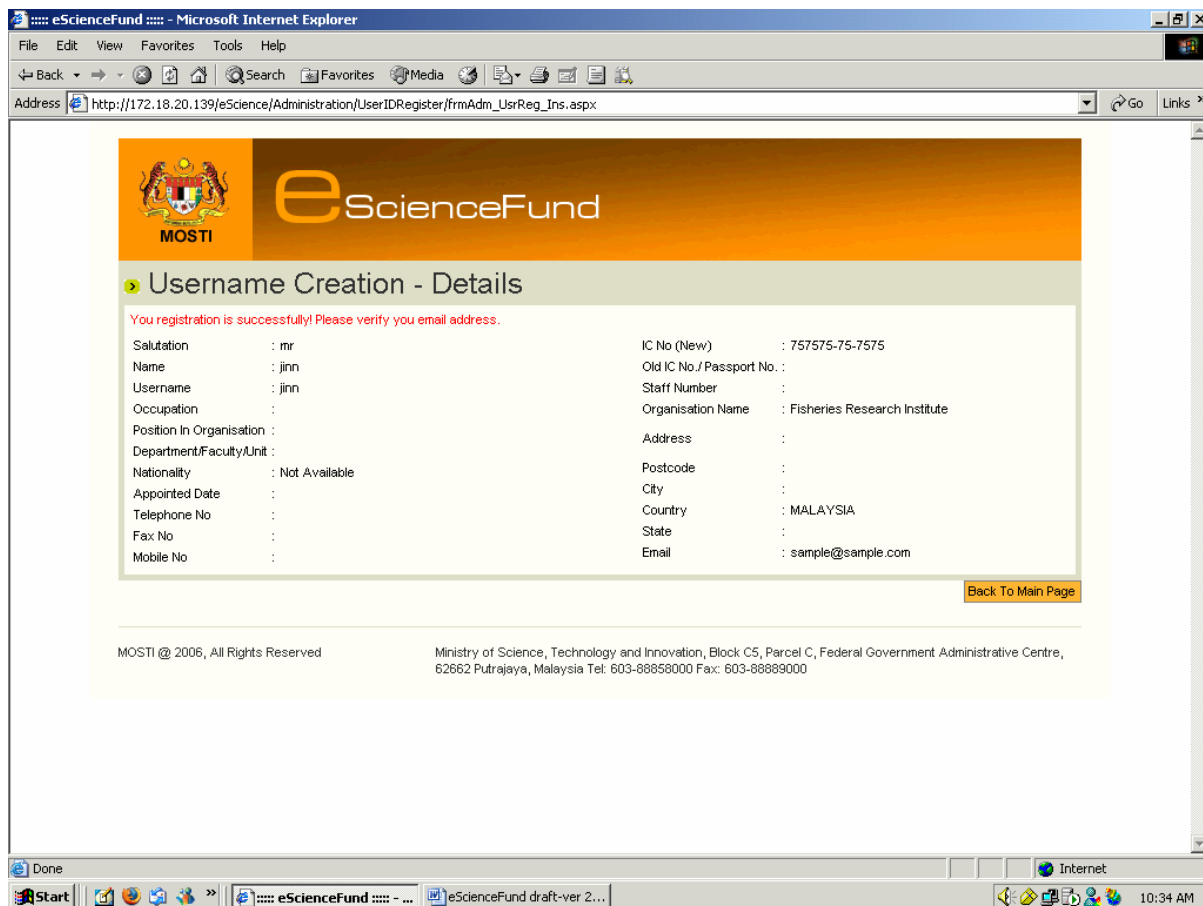 ::::: eScienceFund ::::: - Microsoft Internet Explorer
File Edit View Favorites Tools Help
Back Search Favorites Media
Address http://172.18.20.139/eScience/Administration/UserIDRegister/frmAdm_UsrReg_Ins.aspx Go Links »
MOSTI
eScienceFund
Username Creation - Details
You registration is successfully! Please verify you email address.
Salutation : mr
Name : jinn
Username : jinn
Occupation :
Position In Organisation :
Department/Faculty/Unit :
Nationality : Not Available
Appointed Date :
Telephone No :
Fax No :
Mobile No :
IC No (New) : 757575-75-7575
Old IC No./ Passport No. :
Staff Number :
Organisation Name : Fisheries Research Institute
Address :
Postcode :
City :
Country : MALAYSIA
State :
Email : sample@sample.com
Back To Main Page
MOSTI @ 2006, All Rights Reserved
Ministry of Science, Technology and Innovation, Block C5, Parcel C, Federal Government Administrative Centre,
62662 Putrajaya, Malaysia Tel: 603-88858000 Fax: 603-88889000
Done Internet
Start » ::::: eScienceFund ::::: - ... eScienceFund draft-ver 2... 10:34 AM